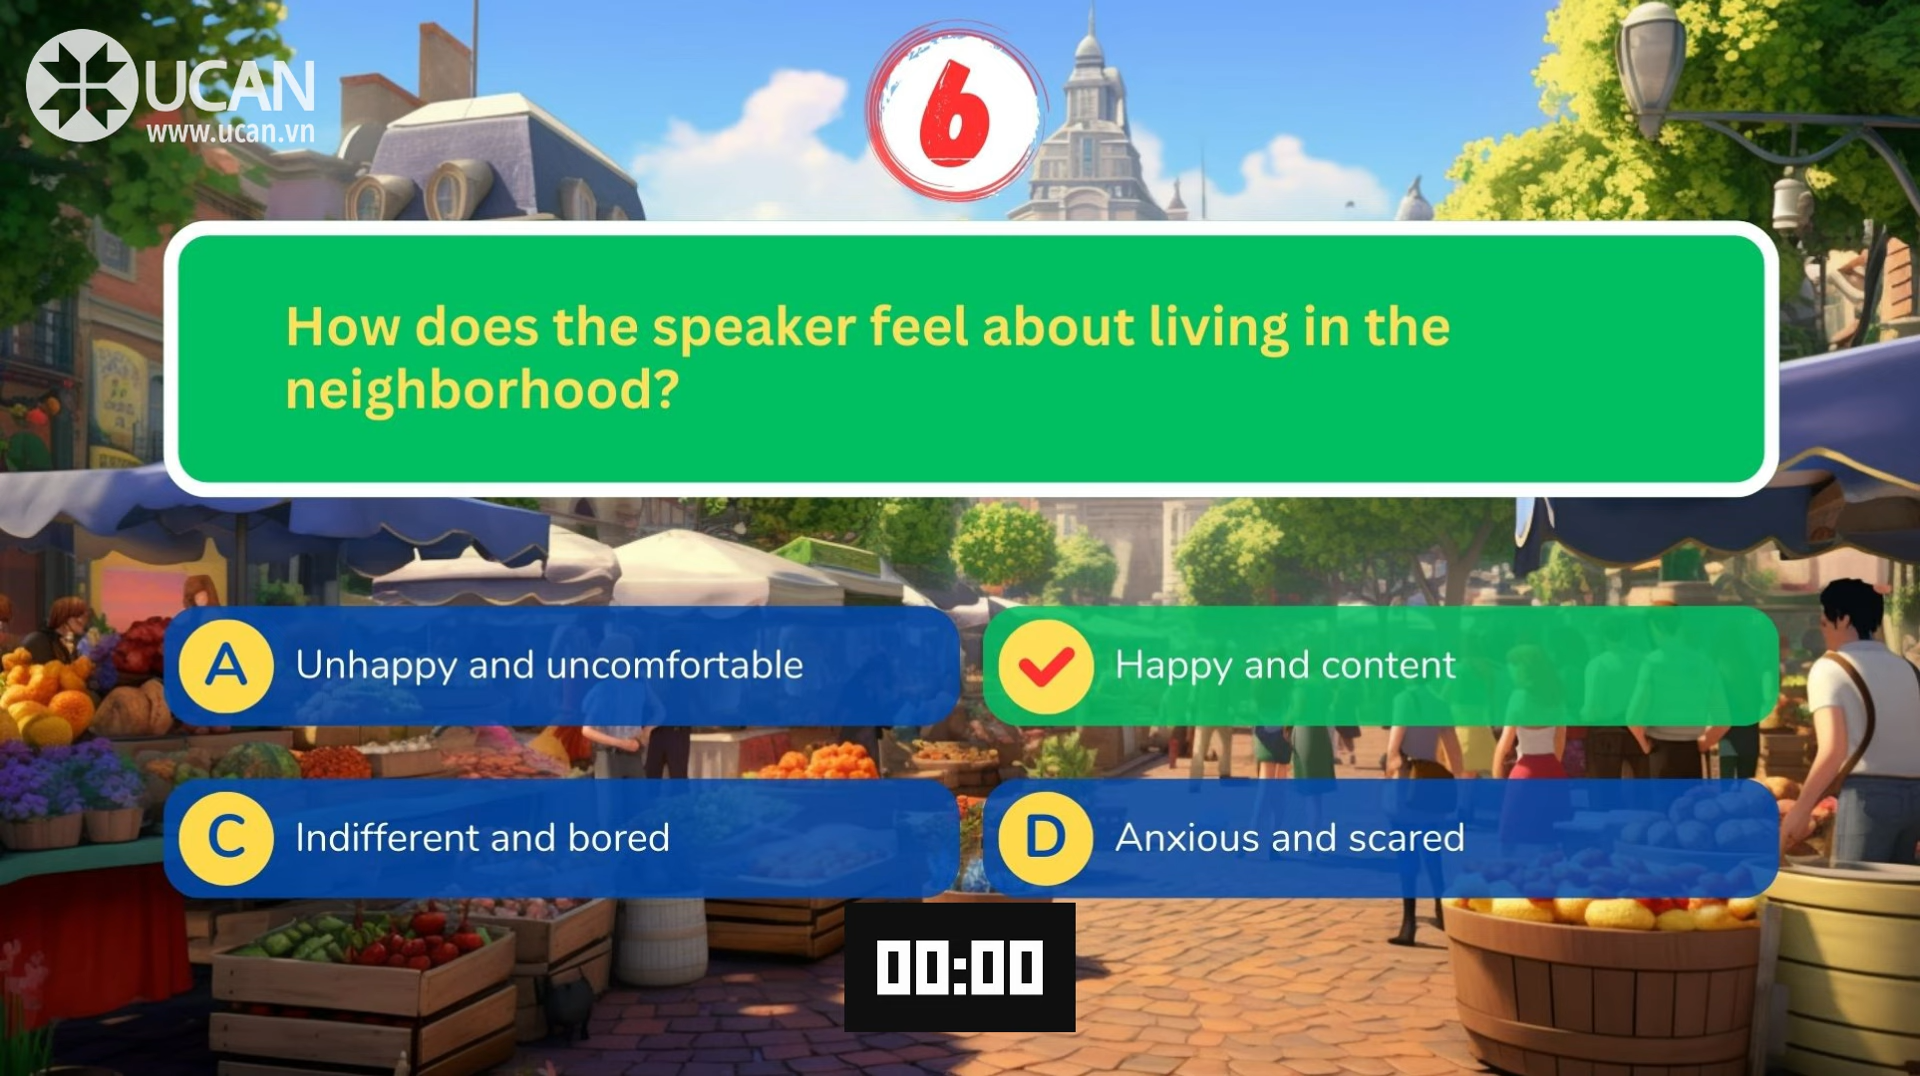 UCAN
www.ucan.vn
6
How does the speaker feel about living in the
neighborhood?
A Unhappy and uncomfortable
Happy and content
C Indifferent and bored
D Anxious and scared
00:00